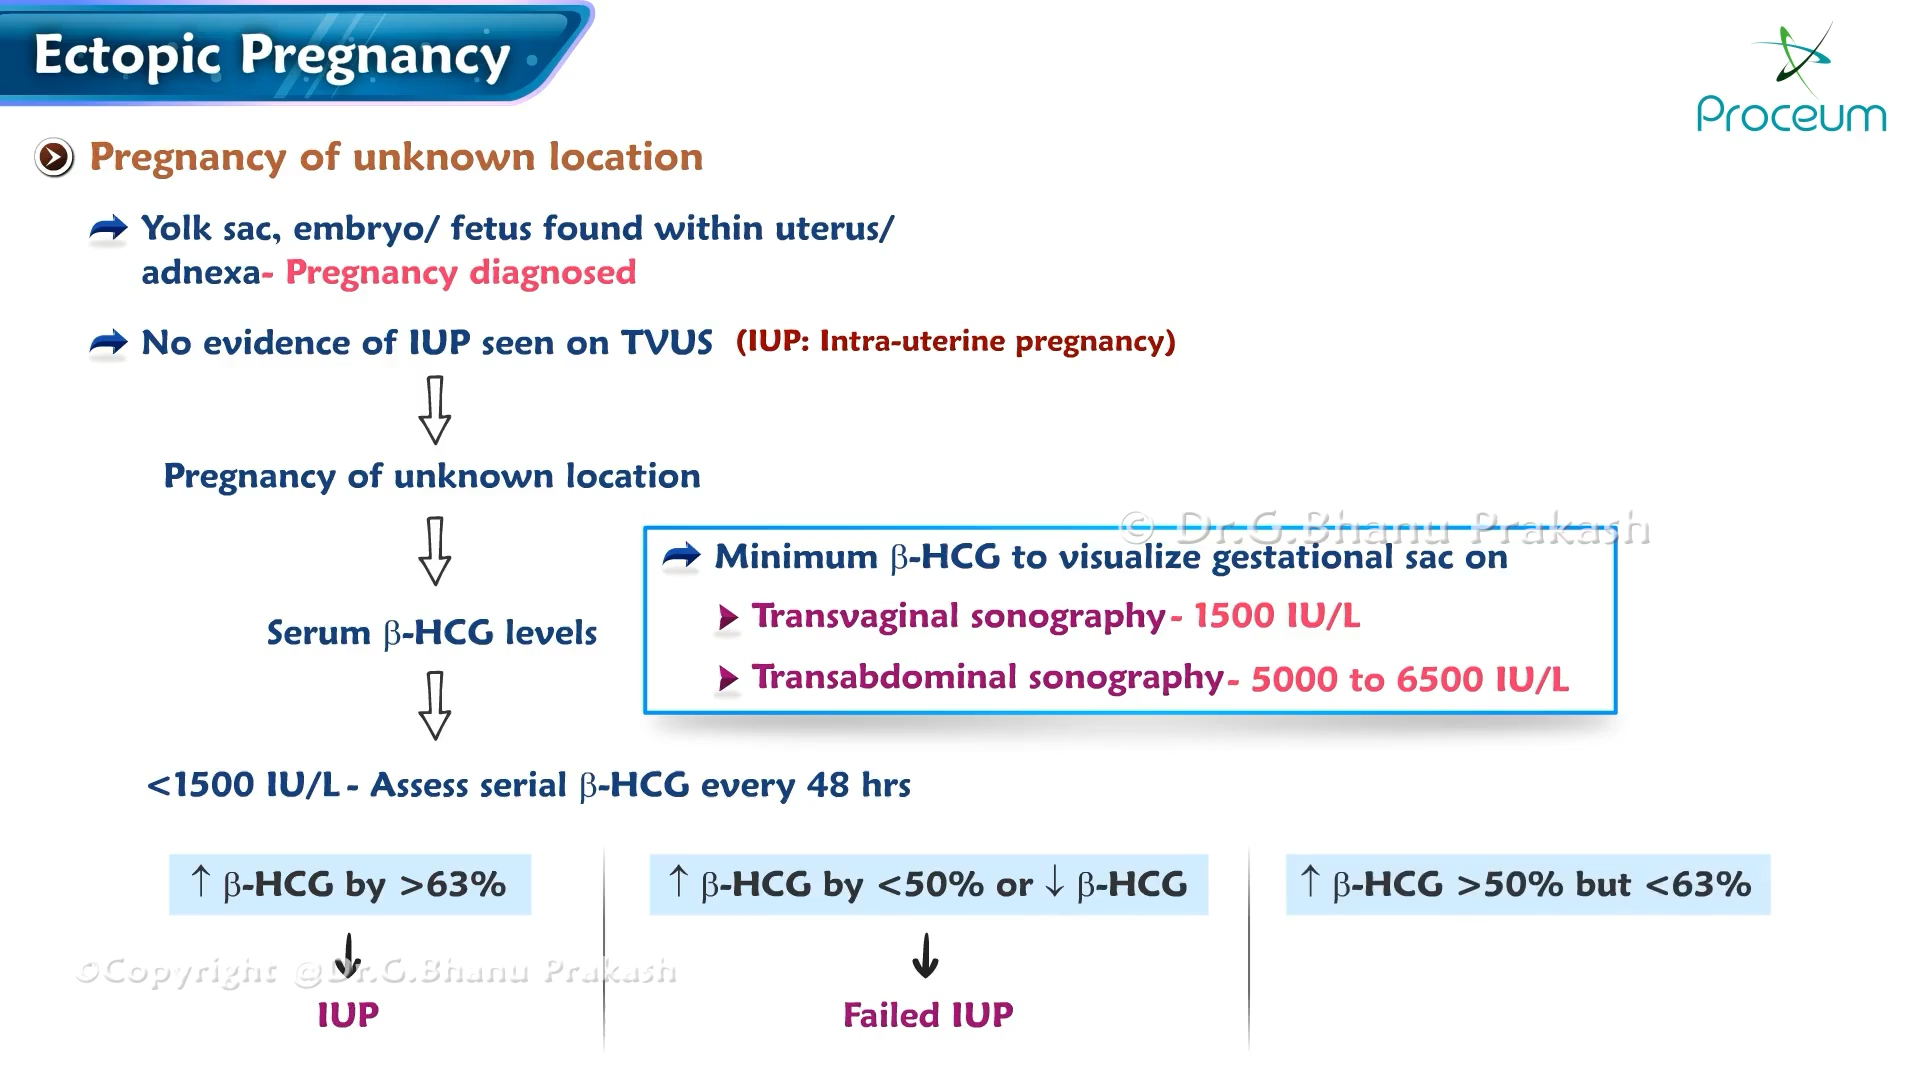 Ectopic Pregnancy
Proceum
Pregnancy of unknown location
Yolk sac, embryo/ fetus found within uterus/
adnexa- Pregnancy diagnosed
No evidence of IUP seen on TVUS (IUP: Intra-uterine pregnancy)
Pregnancy of unknown location
© Dr.G.Bhanu Prakash
Minimum β-HCG to visualize gestational sac on
Transvaginal sonography- 1500 IU/L
Transabdominal sonography- 5000 to 6500 IU/L
Serum β-HCG levels
<1500 IU/L- Assess serial β-HCG every 48 hrs
↑ β-HCG by >63%
↑ β-HCG by <50% or ↓ β-HCG
↑ β-HCG >50% but <63%
©Copyright @Dr.G.Bhanu Prakash
IUP
Failed IUP